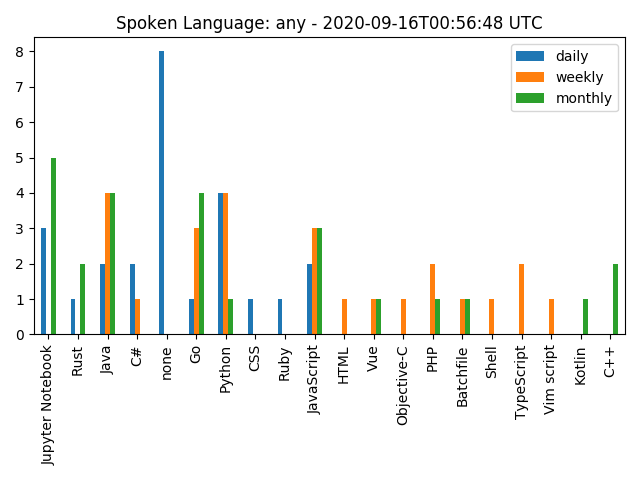 Spoken Language: any - 2020-09-16T00:56:48 UTC
daily
weekly
monthly
8
7
6
5
4
3
2
1
0
Jupyter Notebook
Rust
Java
C#
none
Go
Python
CSS
Ruby
JavaScript
HTML
Vue
Objective-C
PHP
Batchfile
Shell
TypeScript
Vim script
Kotlin
C++